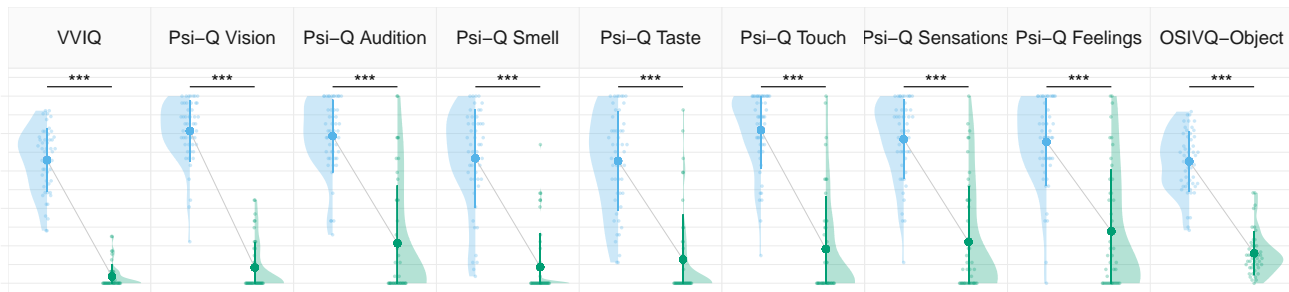 VVIQ Psi−Q Vision Psi−Q Audition Psi−Q Smell Psi−Q Taste Psi−Q Touch Psi−Q Sensations Psi−Q Feelings OSIVQ−Object
*** *** *** *** *** *** *** *** ***